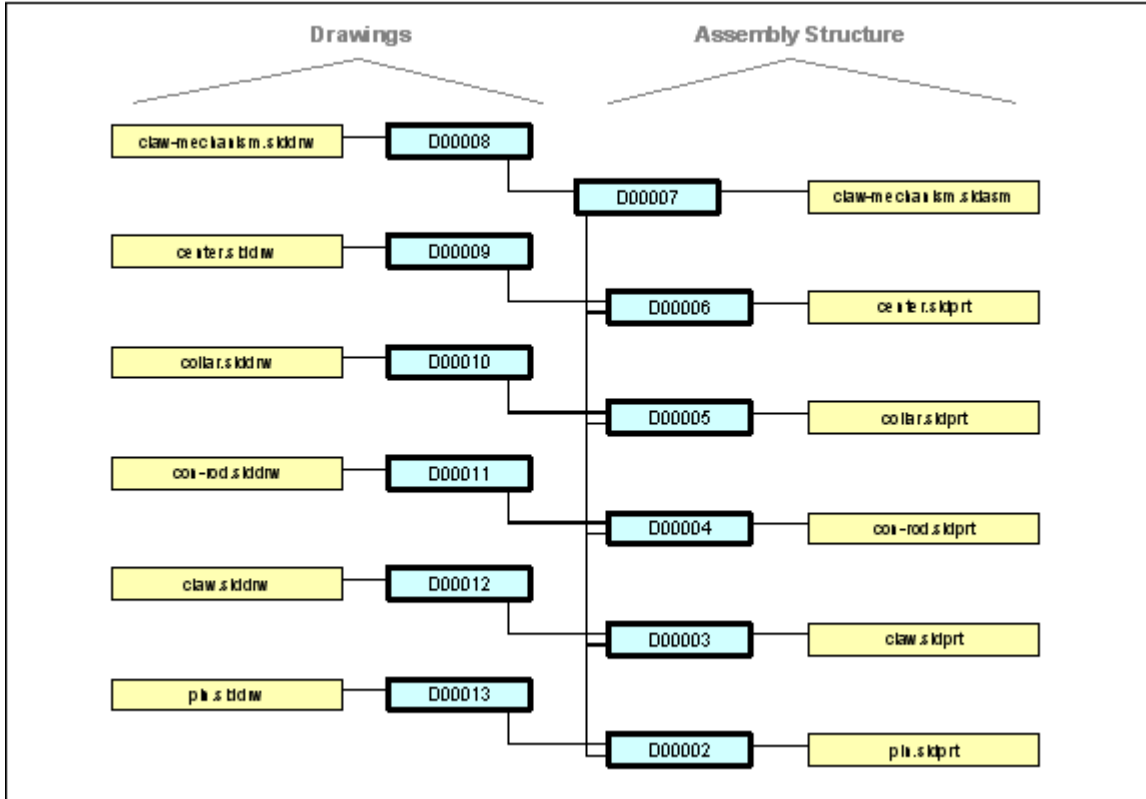 Drawings
Assembly Structure
claw-mechanism.slddrw
D00008
D00007
claw-mechanism.sldasm
center.slddrw
D00009
D00006
center.sldprt
collar.slddrw
D00010
D00005
collar.sldprt
con-rod.slddrw
D00011
D00004
con-rod.sldprt
claw.slddrw
D00012
D00003
claw.sldprt
pin.slddrw
D00013
D00002
pin.sldprt